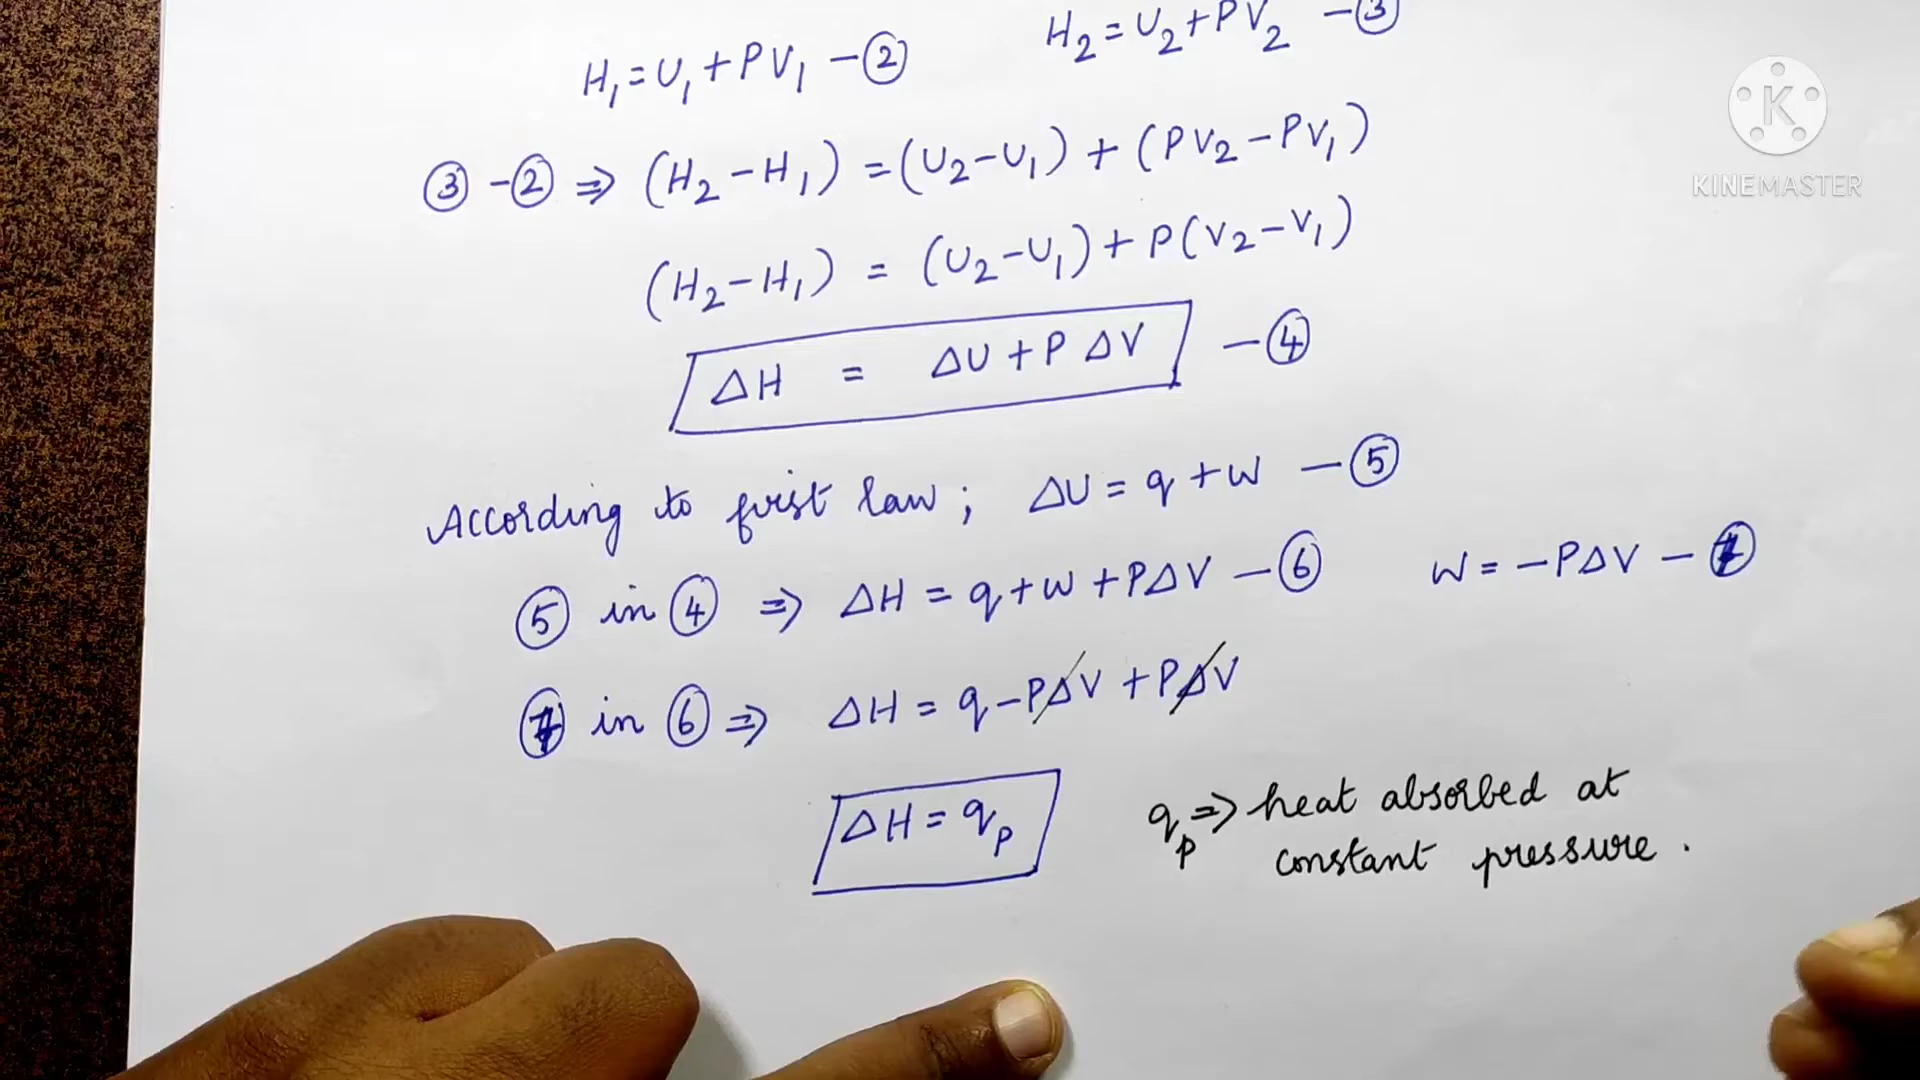 H₁ = U₁ + PV₁ – ② H₂ = U₂ + PV₂ – ③
③ – ② ⇒ (H₂ – H₁) = (U₂ – U₁) + (PV₂ – PV₁)
(H₂ – H₁) = (U₂ – U₁) + P(V₂ – V₁)
ΔH = ΔU + P ΔV – ④
According to first law ; ΔU = q + W – ⑤
⑤ in ④ ⇒ ΔH = q + W + PΔV – ⑥ W = –PΔV – ⑦
⑦ in ⑥ ⇒ ΔH = q – PΔV + PΔV
ΔH = qₚ
qₚ ⇒ heat absorbed at
constant pressure .
K
KINEMASTER